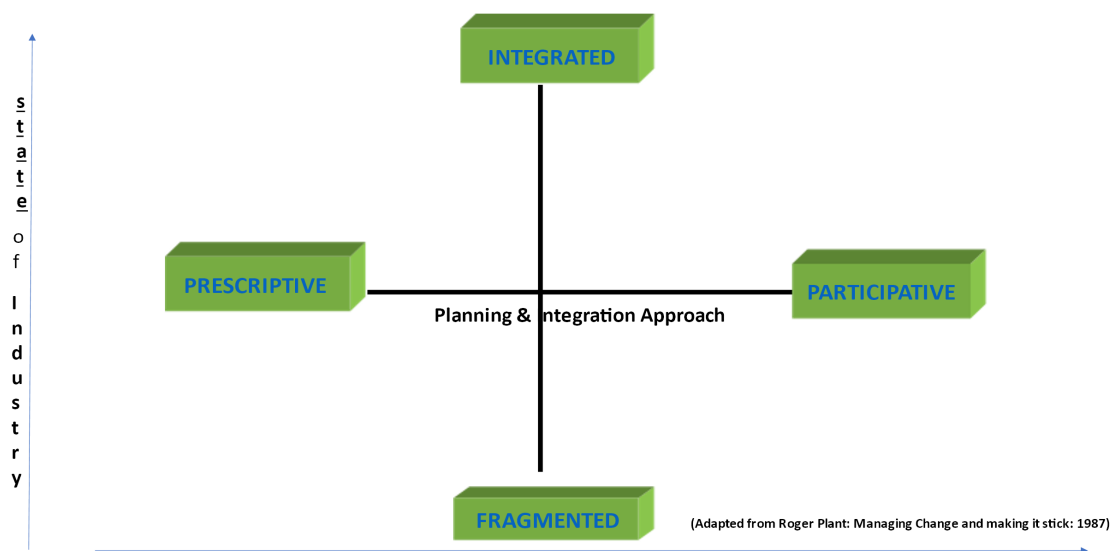 INTEGRATED
state of Industry
PRESCRIPTIVE
PARTICIPATIVE
Planning & Integration Approach
FRAGMENTED
(Adapted from Roger Plant: Managing Change and making it stick: 1987)